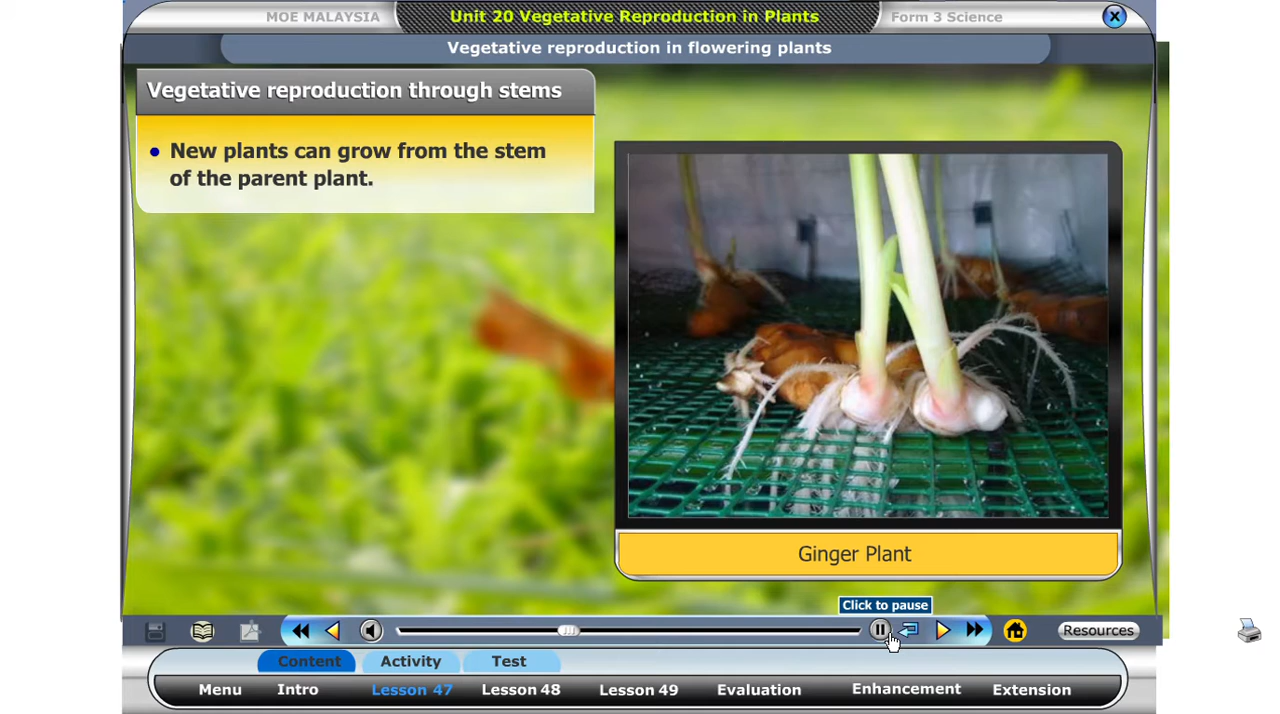 MOE MALAYSIA
Unit 20 Vegetative Reproduction in Plants
Form 3 Science
Vegetative reproduction in flowering plants
Vegetative reproduction through stems
• New plants can grow from the stem
of the parent plant.
Ginger Plant
Click to pause
Resources
Content
Activity
Test
Menu
Intro
Lesson 47
Lesson 48
Lesson 49
Evaluation
Enhancement
Extension